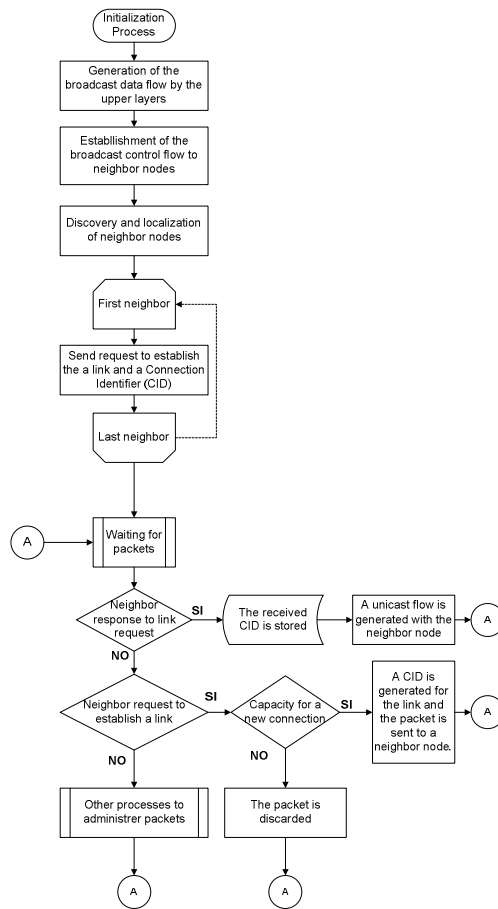 Initialization
Process
Generation of the
broadcast data flow by the
upper layers
Establlishment of the
broadcast control flow to
neighbor nodes
Discovery and localization
of neighbor nodes
First neighbor
Send request to establish
the a link and a Connection
Identifier (CID)
Last neighbor
A
Waiting for
packets
Neighbor
response to link
request
SI
The received
CID is stored
A unicast flow is
generated with the
neighbor node
A
NO
Neighbor request to
establish a link
SI
Capacity for a
new connection
SI
A CID is
generated for
the link and
the packet is
sent to a
neighbor node.
A
NO
NO
Other processes to
administrer packets
The packet is
discarded
A
A